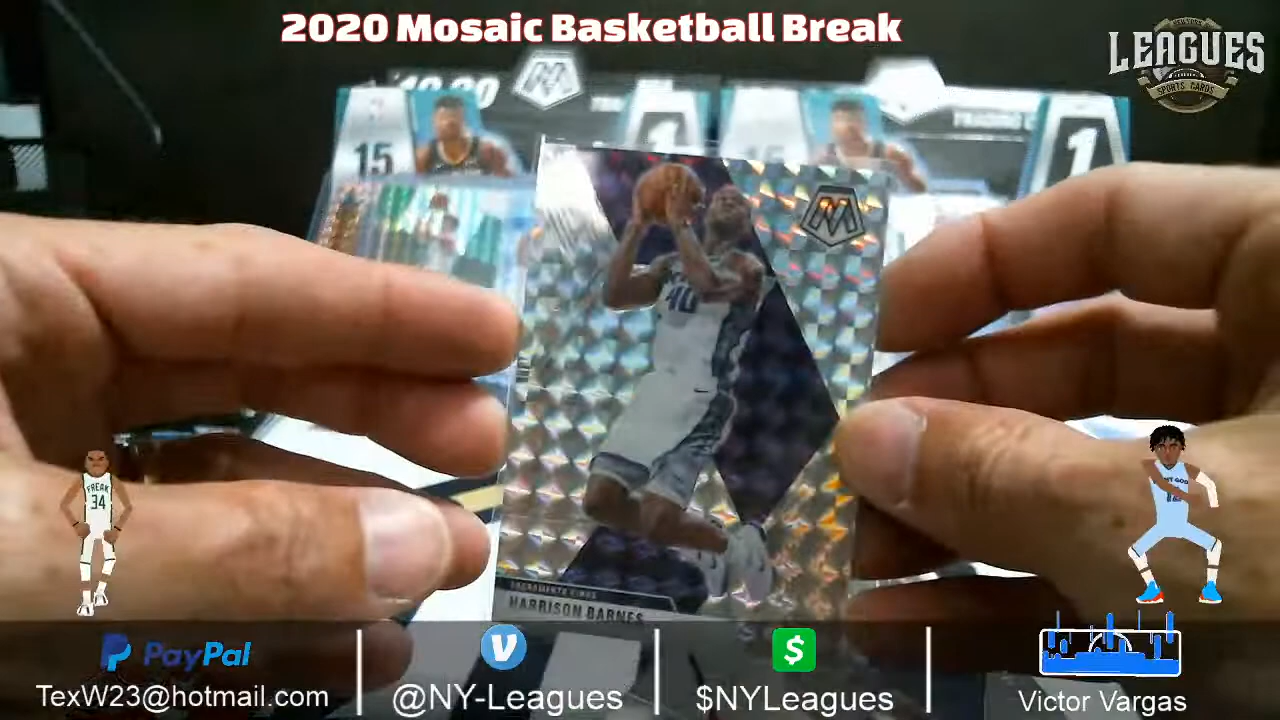 2020 Mosaic Basketball Break
LEAGUES
SPORTS CARDS
15
1
1
M
40
SACRAMENTO KINGS
HARRISON BARNES
FREAK
34
PayPal
TexW23@hotmail.com
V
@NY-Leagues
$
$NYLeagues
Victor Vargas